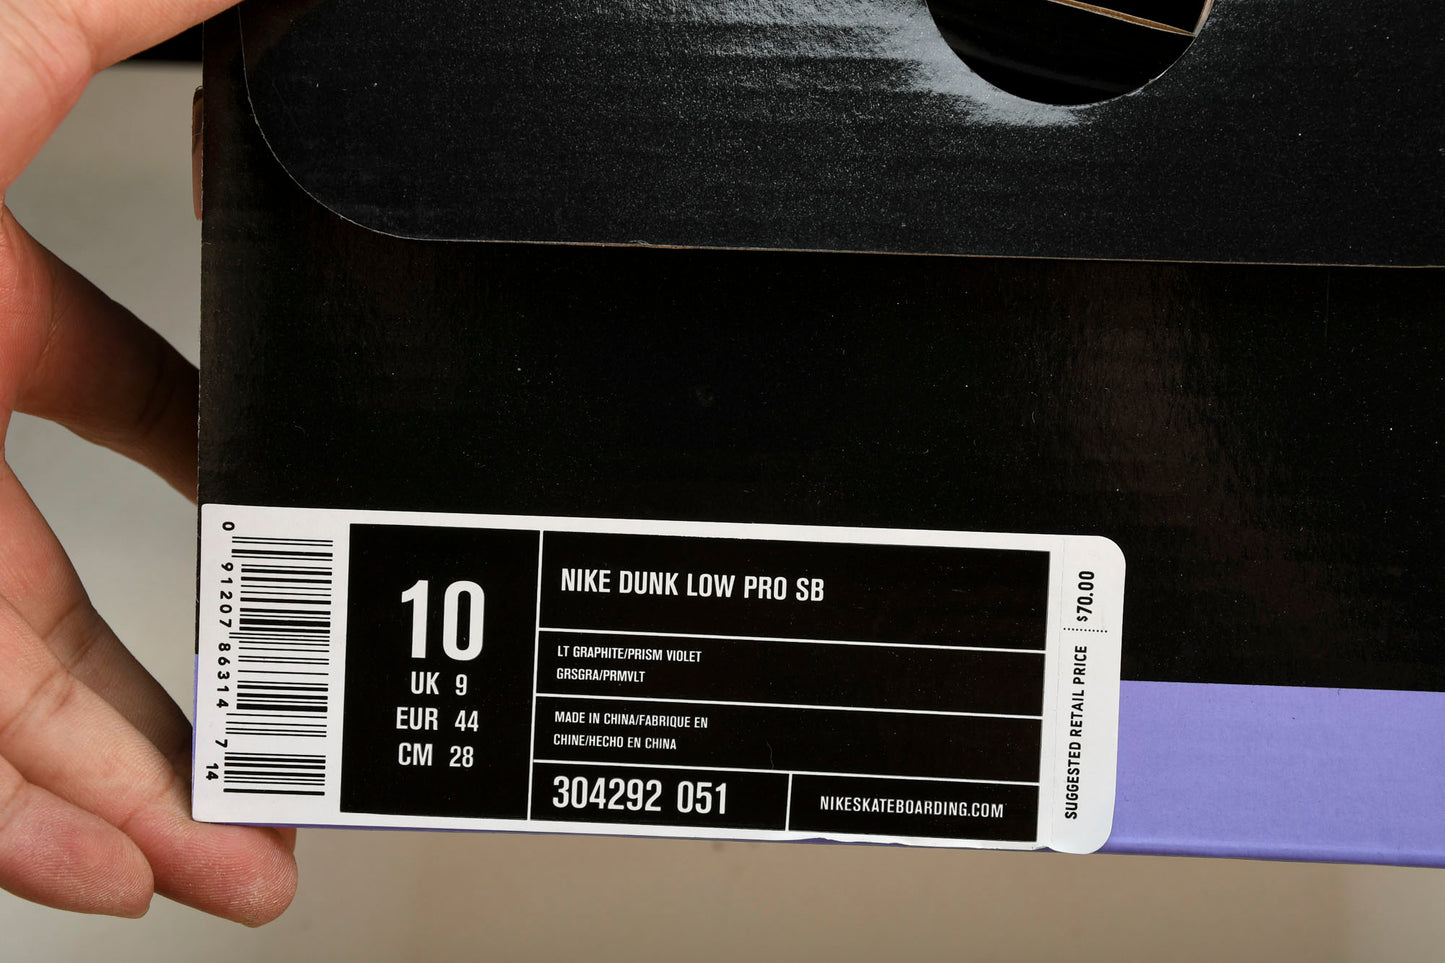 0 91207 86314 7 14
10
UK 9
EUR 44
CM 28
NIKE DUNK LOW PRO SB
LT GRAPHITE/PRISM VIOLET
GRSGRA/PRMVLT
MADE IN CHINA/FABRIQUE EN
CHINE/HECHO EN CHINA
304292 051
NIKESKATEBOARDING.COM
SUGGESTED RETAIL PRICE $70.00